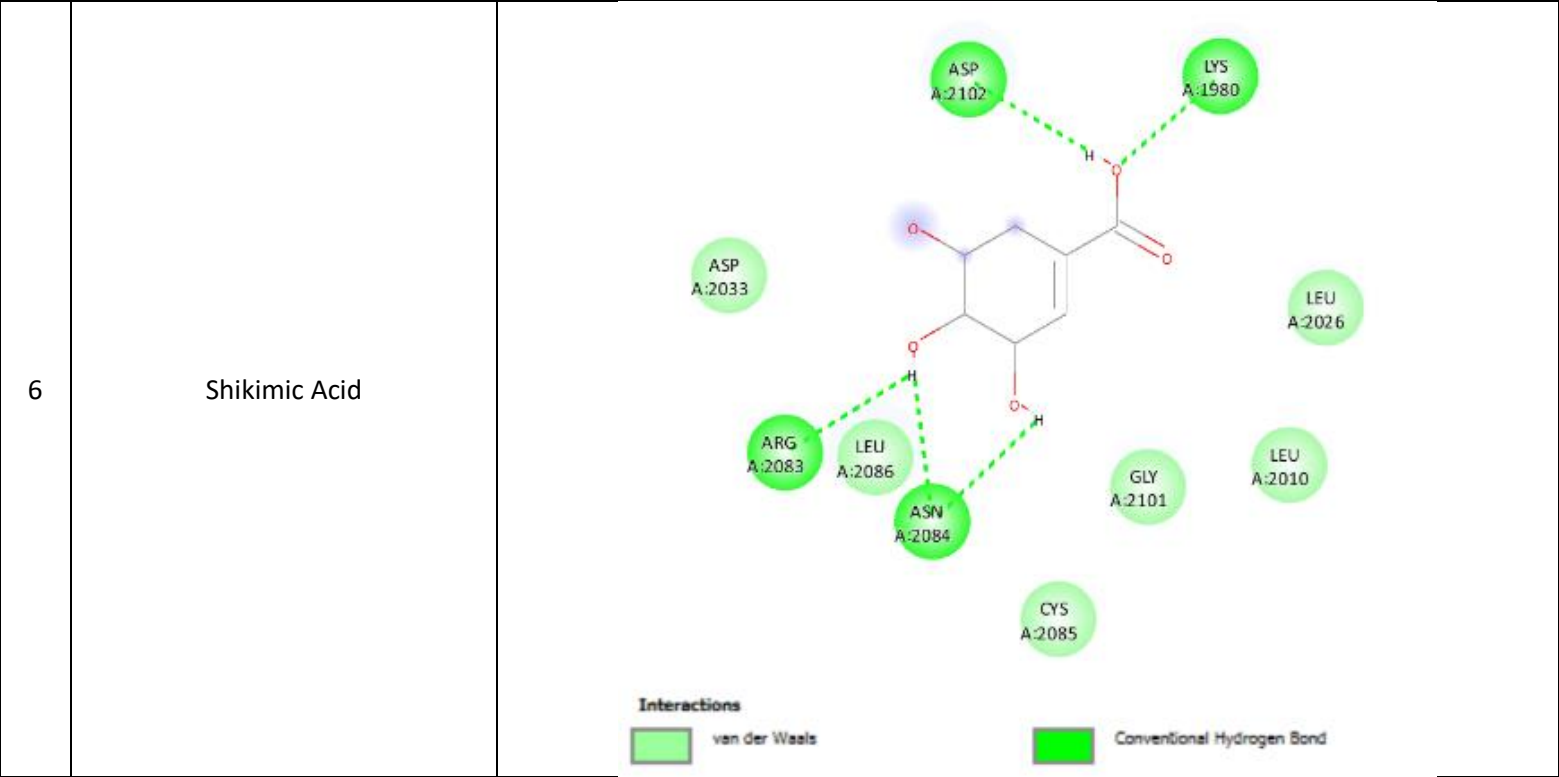 6
Shikimic Acid
ASP
A:2102
LYS
A:1980
H
O
O
O
ASP
A:2033
LEU
A:2026
O
H
O
H
ARG
A:2083
LEU
A:2086
ASN
A:2084
GLY
A:2101
LEU
A:2010
CYS
A:2085
Interactions
van der Waals
Conventional Hydrogen Bond